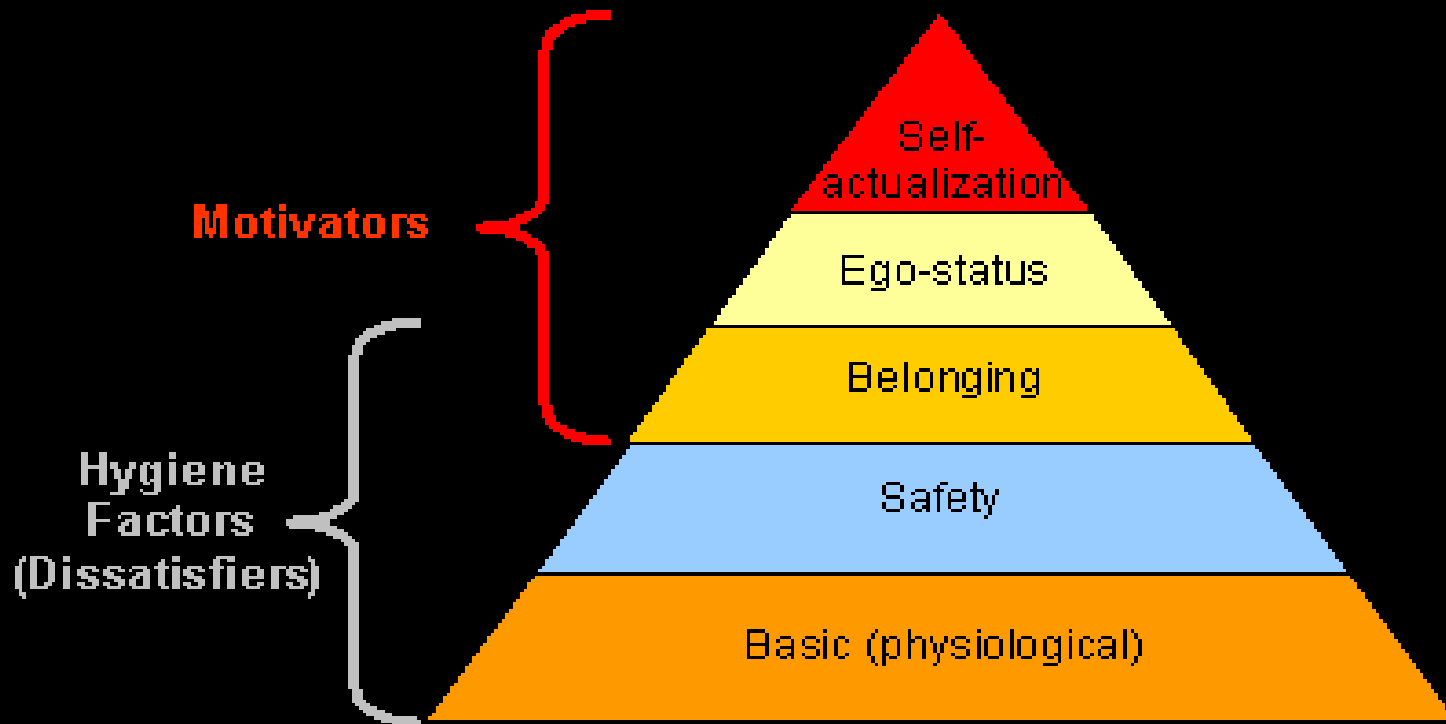 Self-
actualization
Motivators
Ego-status
Belonging
Hygiene
Factors
(Dissatisfiers)
Safety
Basic (physiological)